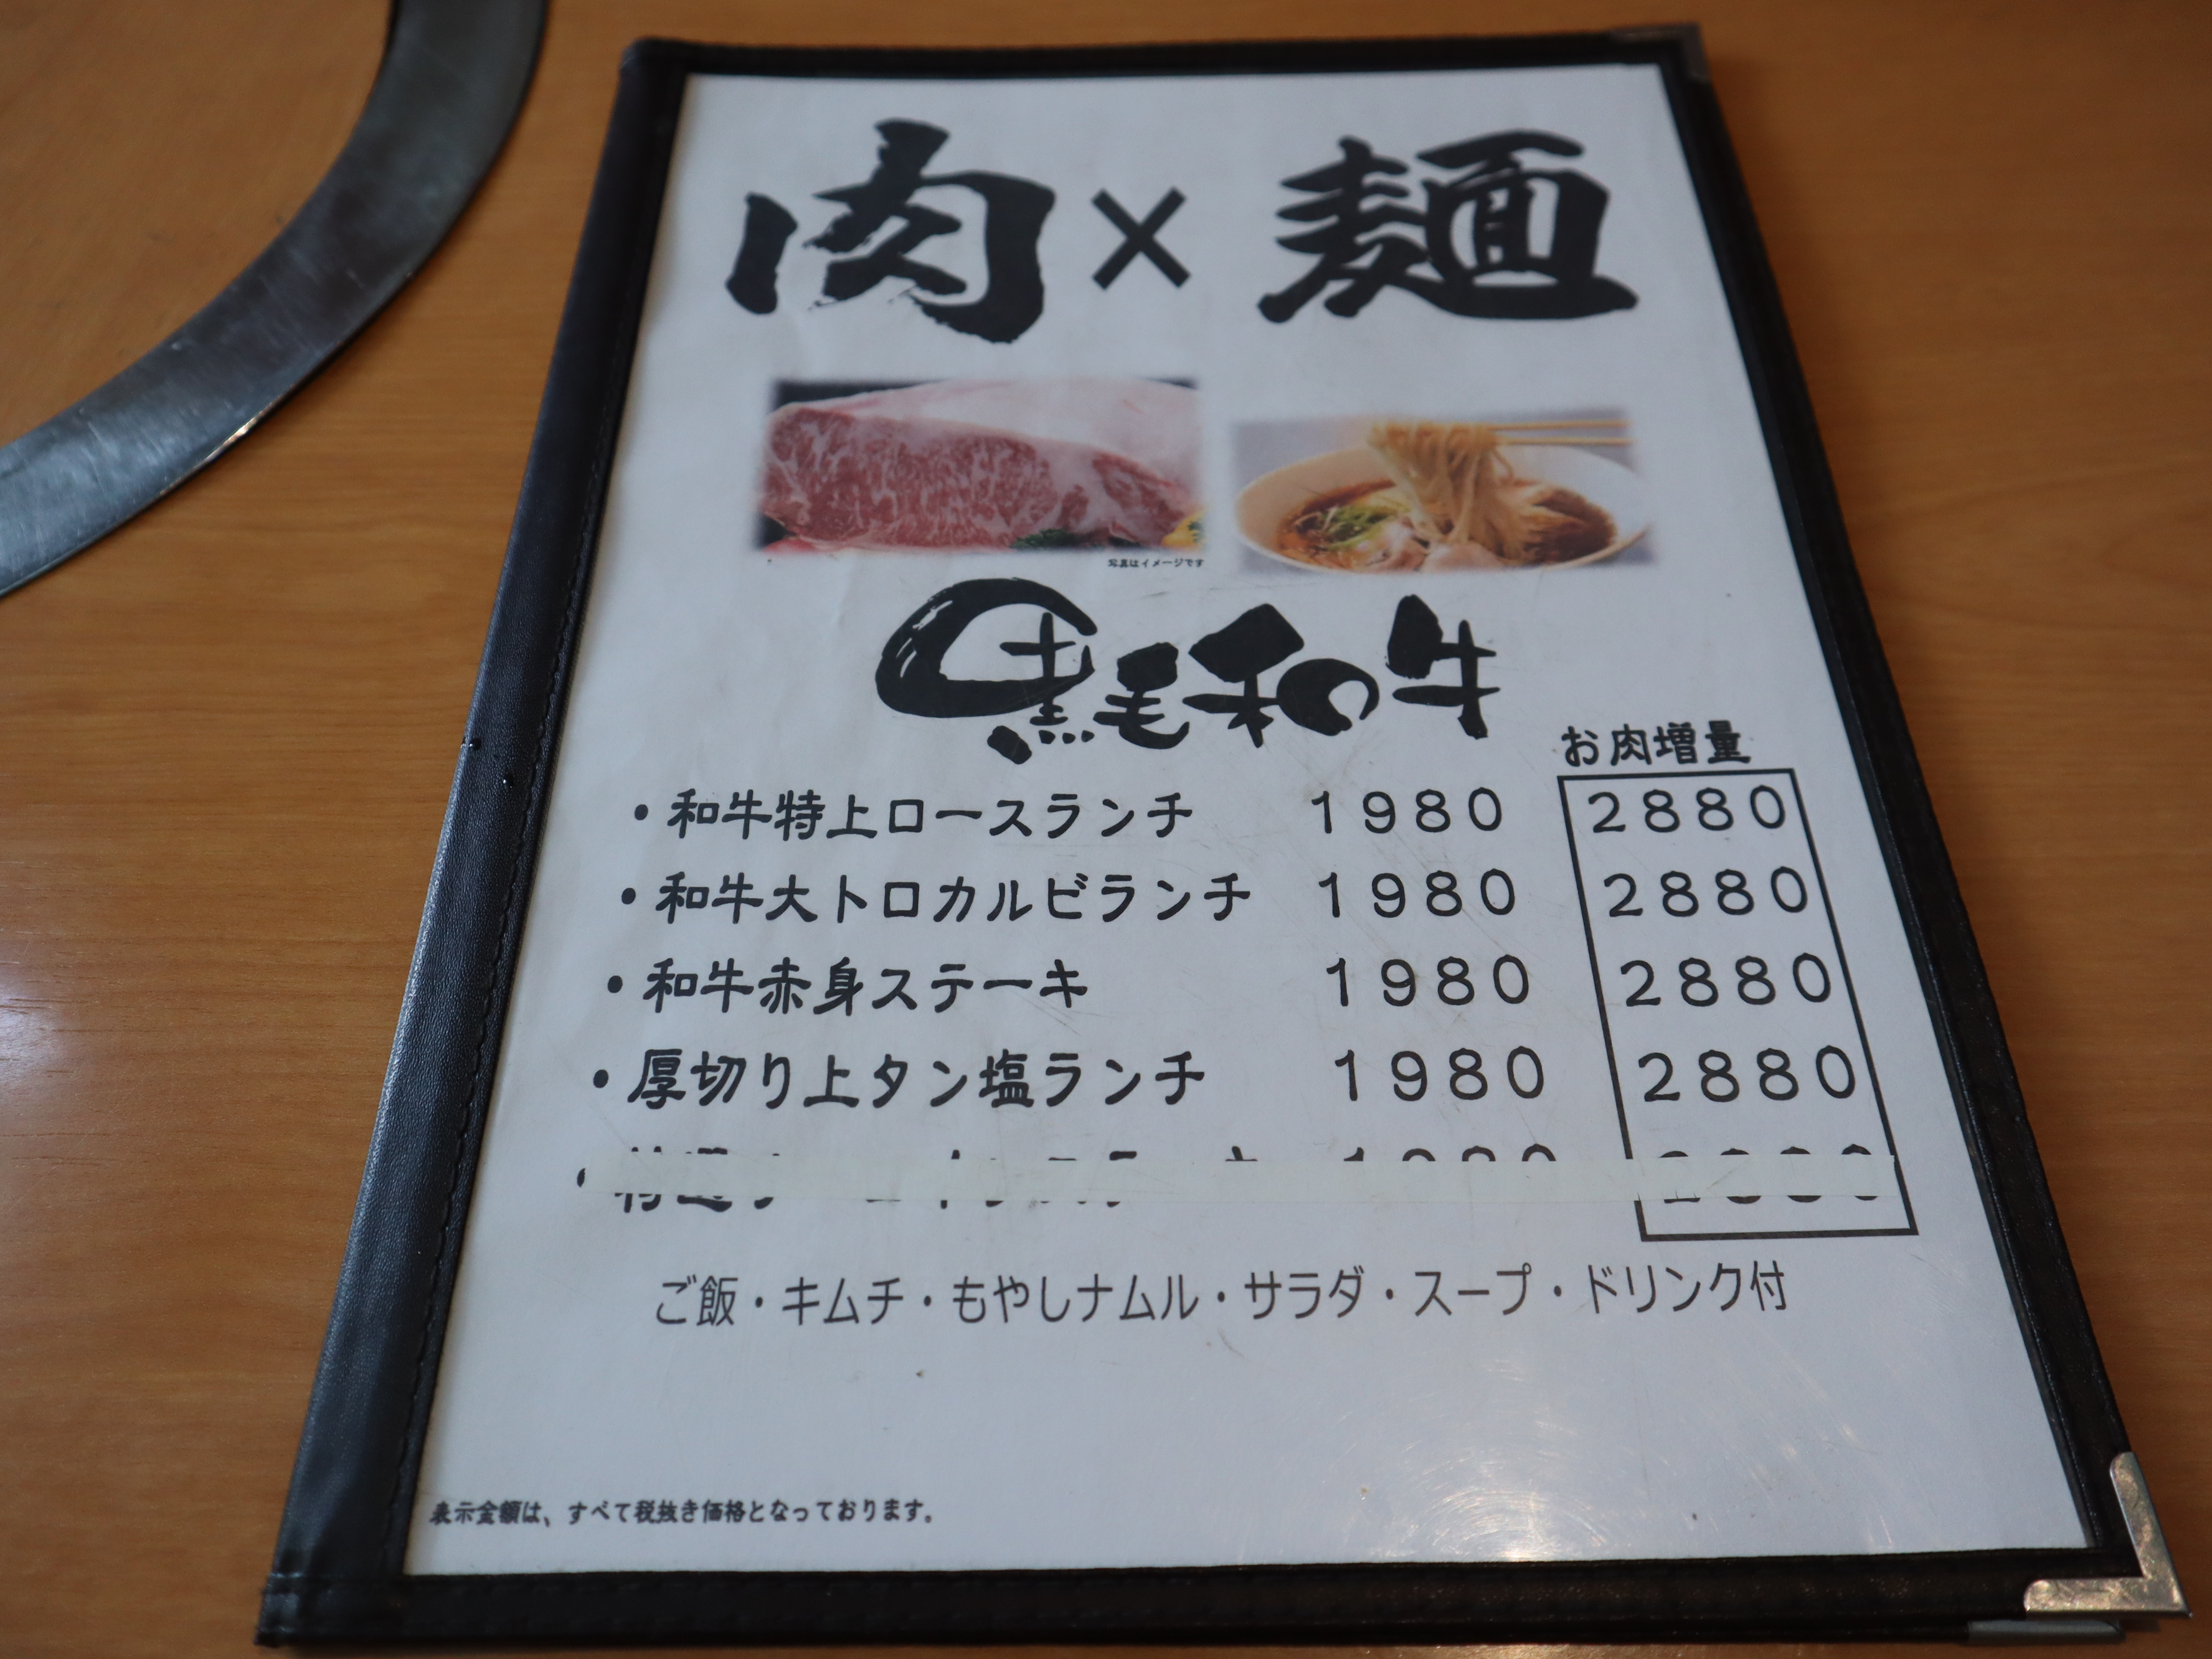 肉×麺
写真はイメージです
黒毛和牛
お肉増量
・和牛特上ロースランチ 1980 2880
・和牛大トロカルビランチ 1980 2880
・和牛赤身ステーキ 1980 2880
・厚切り上タン塩ランチ 1980 2880
ご飯・キムチ・もやしナムル・サラダ・スープ・ドリンク付
表示金額は、すべて税抜き価格となっております。